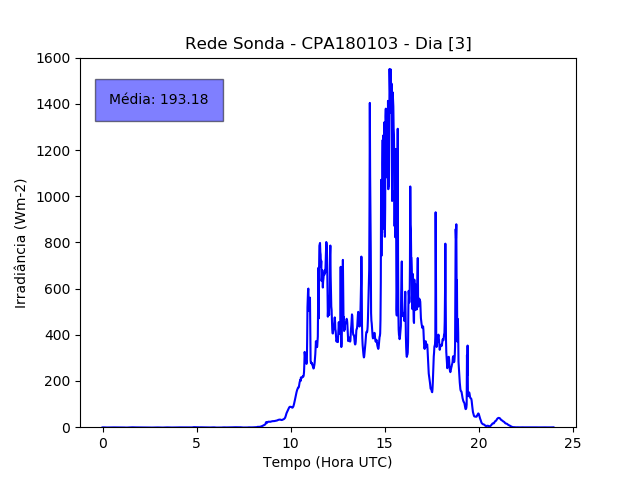 Rede Sonda - CPA180103 - Dia [3]
1600
1400
1200
1000
800
600
400
200
0
Irradiância (Wm-2)
Média: 193.18
0 5 10 15 20 25
Tempo (Hora UTC)